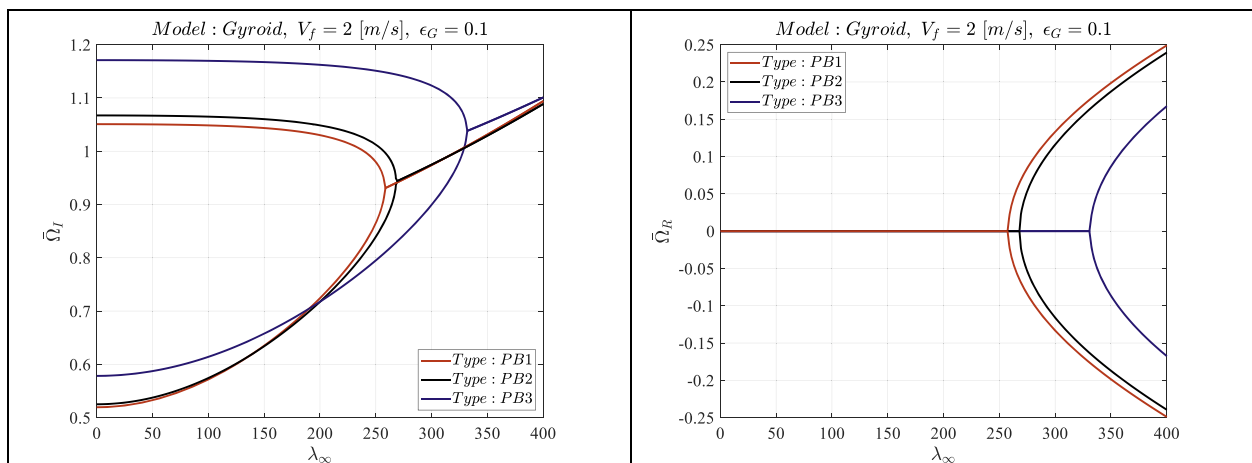 Model : Gyroid, V_f = 2 [m/s], ϵ_G = 0.1
1.2
1.1
1
0.9
0.8
0.7
0.6
0.5
Ω̄_I
0 50 100 150 200 250 300 350 400
λ_∞
Type : PB1
Type : PB2
Type : PB3
Model : Gyroid, V_f = 2 [m/s], ϵ_G = 0.1
0.25
0.2
0.15
0.1
0.05
0
-0.05
-0.1
-0.15
-0.2
-0.25
Ω̄_R
Type : PB1
Type : PB2
Type : PB3
0 50 100 150 200 250 300 350 400
λ_∞